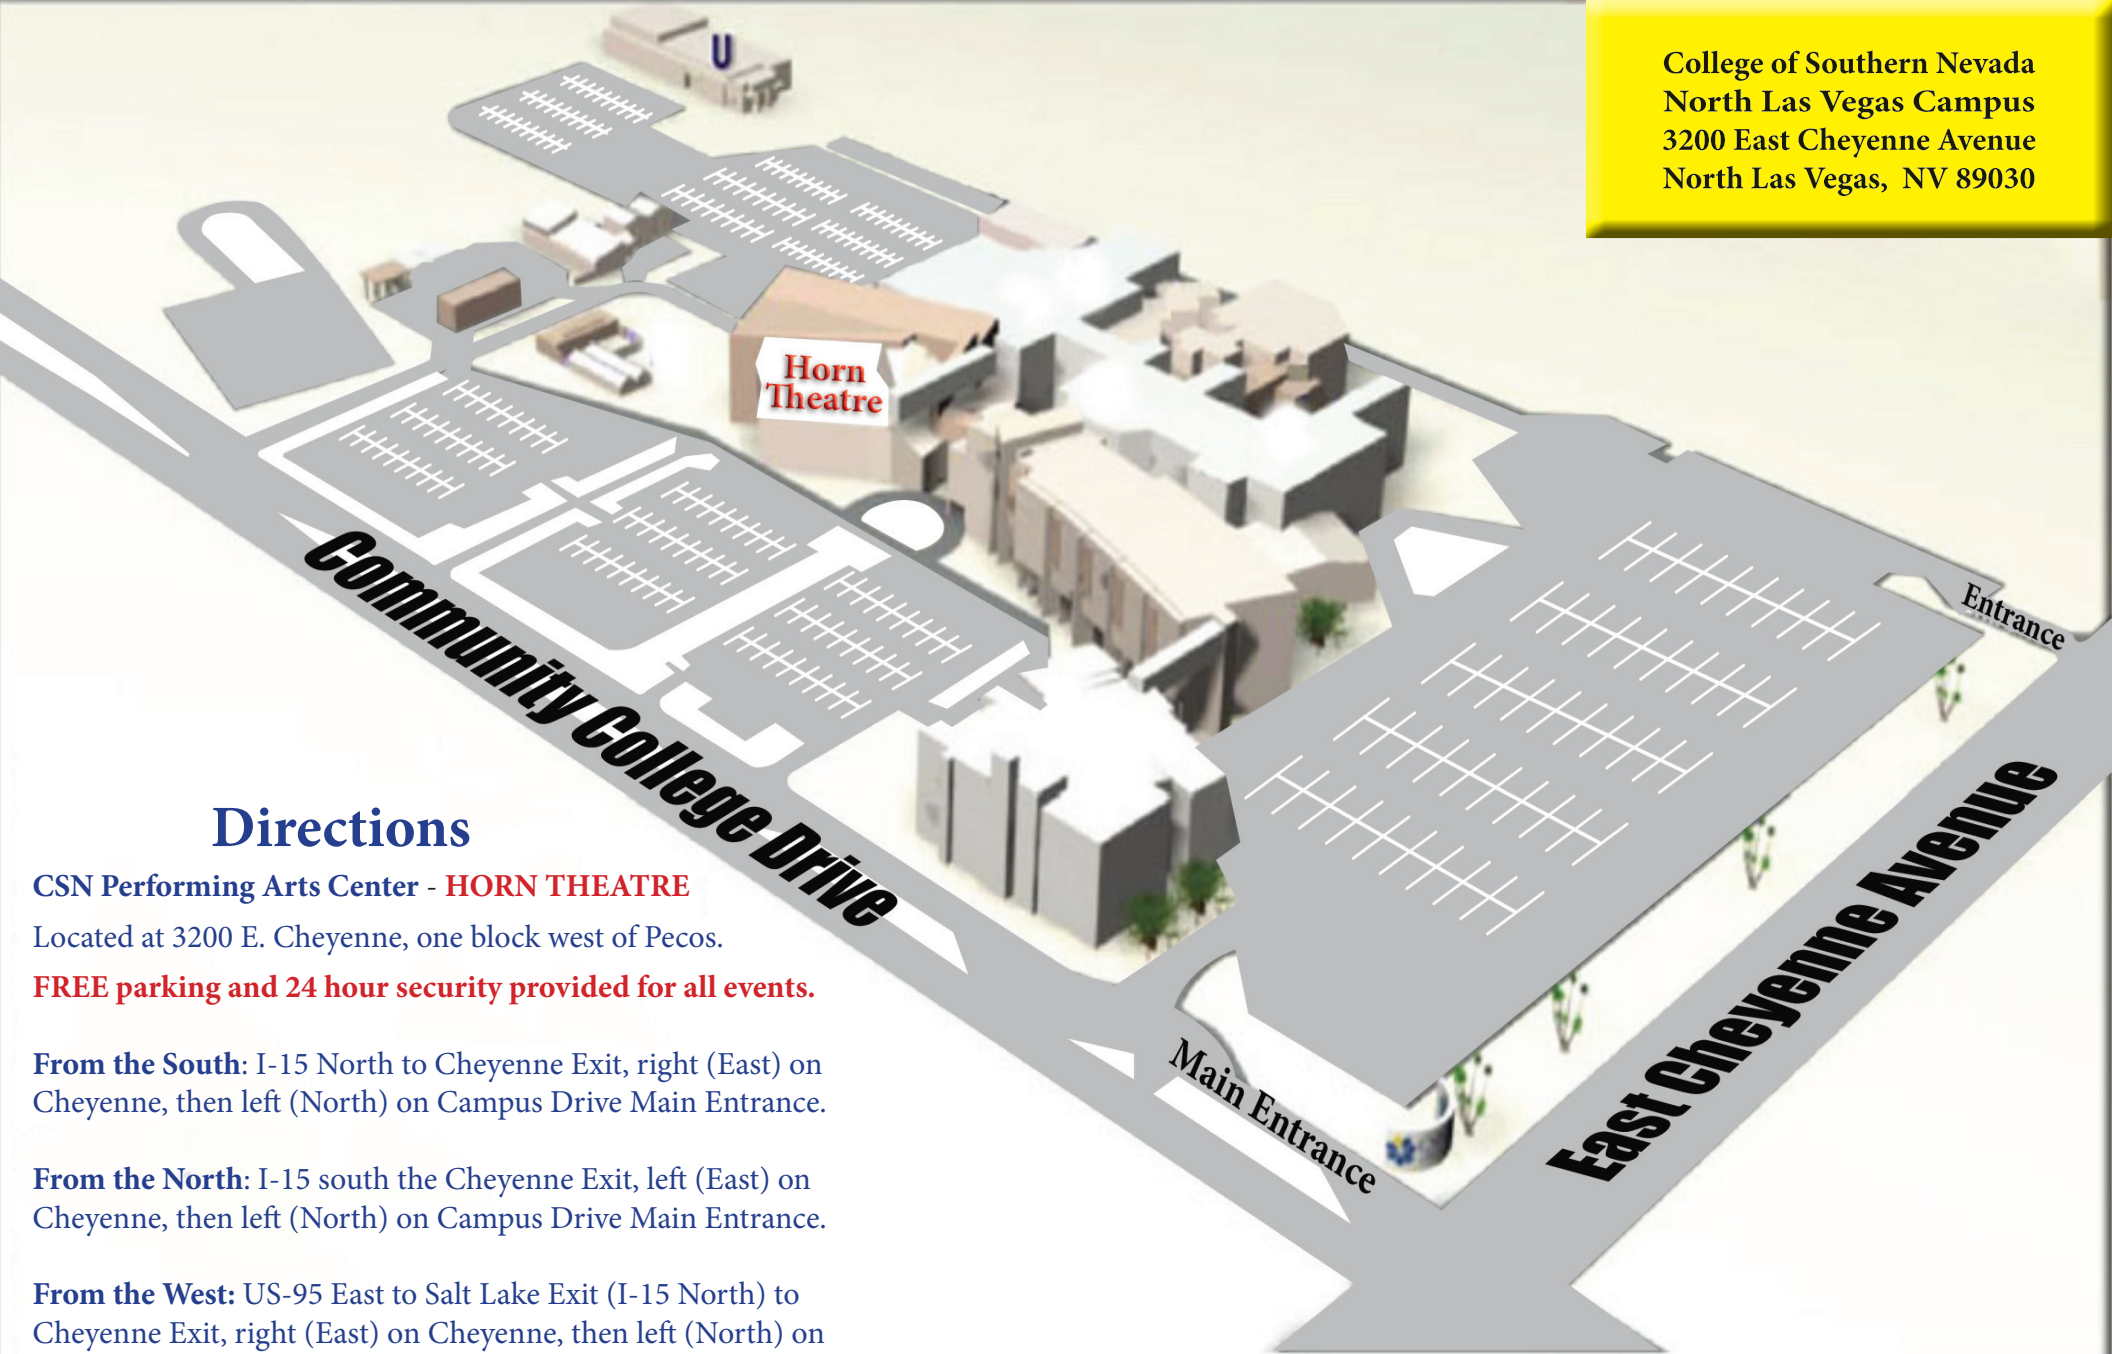 U
College of Southern Nevada
North Las Vegas Campus
3200 East Cheyenne Avenue
North Las Vegas, NV 89030
Horn
Theatre
Entrance
Community College Drive
East Cheyenne Avenue
Main Entrance
Directions
CSN Performing Arts Center - HORN THEATRE
Located at 3200 E. Cheyenne, one block west of Pecos.
FREE parking and 24 hour security provided for all events.
From the South: I-15 North to Cheyenne Exit, right (East) on
Cheyenne, then left (North) on Campus Drive Main Entrance.
From the North: I-15 south the Cheyenne Exit, left (East) on
Cheyenne, then left (North) on Campus Drive Main Entrance.
From the West: US-95 East to Salt Lake Exit (I-15 North) to
Cheyenne Exit, right (East) on Cheyenne, then left (North) on